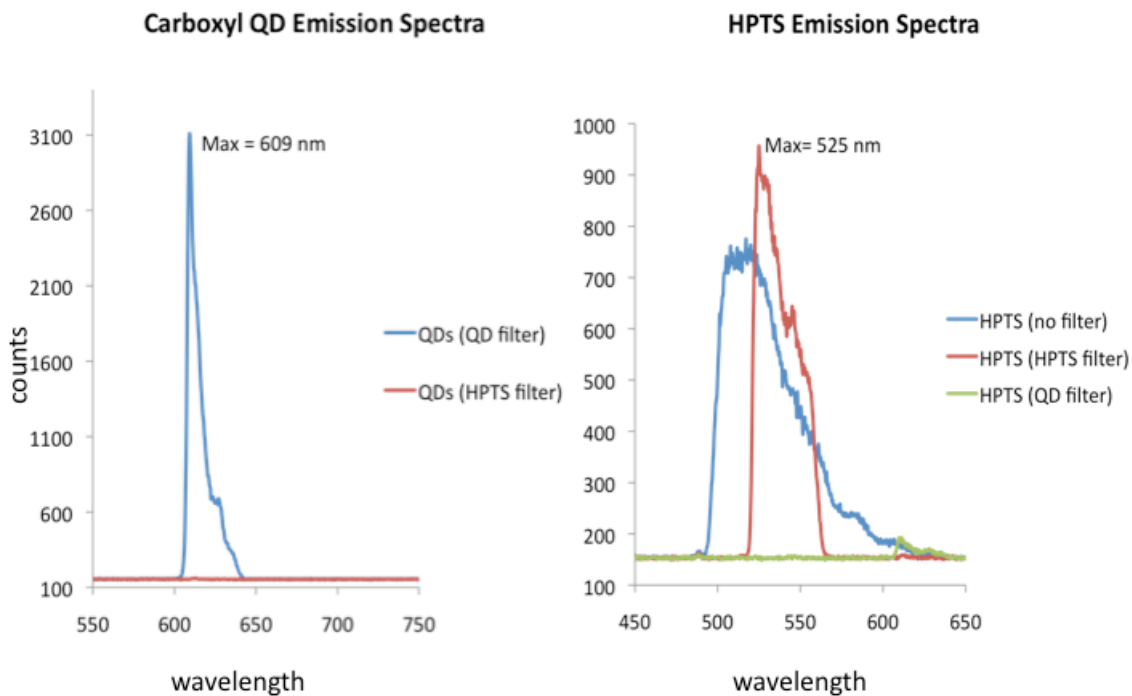 Carboxyl QD Emission Spectra
3100
2600
2100
1600
1100
600
100
counts
Max = 609 nm
QDs (QD filter)
QDs (HPTS filter)
550 600 650 700 750
wavelength
HPTS Emission Spectra
1000
900
800
700
600
500
400
300
200
100
Max= 525 nm
HPTS (no filter)
HPTS (HPTS filter)
HPTS (QD filter)
450 500 550 600 650
wavelength